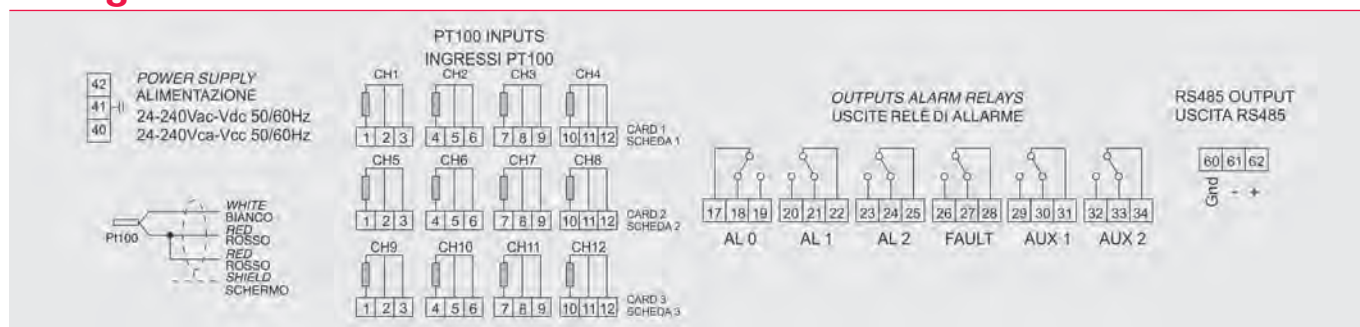 42
41
40
POWER SUPPLY
ALIMENTAZIONE
24-240Vac-Vdc 50/60Hz
24-240Vca-Vcc 50/60Hz
Pt100
WHITE
BIANCO
RED
ROSSO
RED
ROSSO
SHIELD
SCHERMO
PT100 INPUTS
INGRESSI PT100
CH1 CH2 CH3 CH4
1 2 3 4 5 6 7 8 9 10 11 12
CARD 1
SCHEDA 1
CH5 CH6 CH7 CH8
1 2 3 4 5 6 7 8 9 10 11 12
CARD 2
SCHEDA 2
CH9 CH10 CH11 CH12
1 2 3 4 5 6 7 8 9 10 11 12
CARD 3
SCHEDA 3
OUTPUTS ALARM RELAYS
USCITE RELÈ DI ALLARME
17 18 19 20 21 22 23 24 25 26 27 28 29 30 31 32 33 34
AL 0 AL 1 AL 2 FAULT AUX 1 AUX 2
RS485 OUTPUT
USCITA RS485
60 61 62
Gnd - +